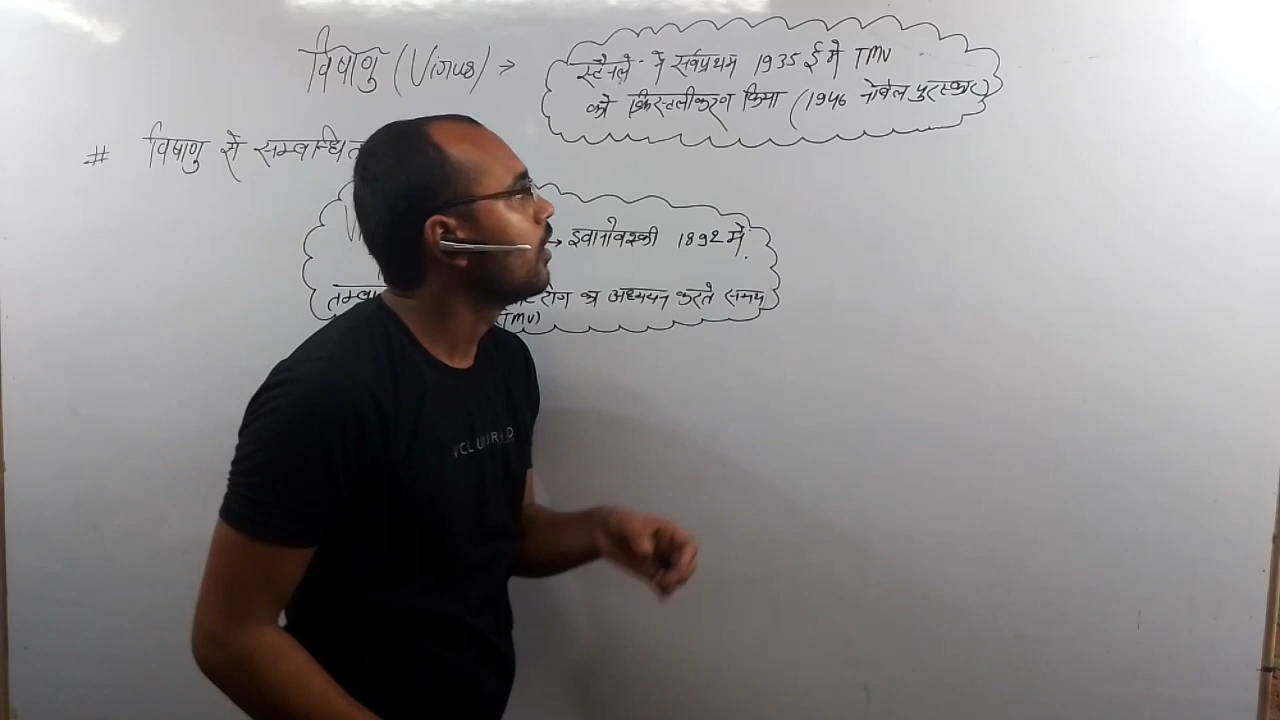 विषाणु (Virus) →
स्टैनले ने सर्वप्रथम 1935 ई में TMV
को क्रिस्टलीकरण किया (1946 नोबेल पुरस्कार)
# विषाणु से सम्बन्धित
→ इवानोवस्की 1892 में.
रोग का अध्ययन करते समय
(TMV)